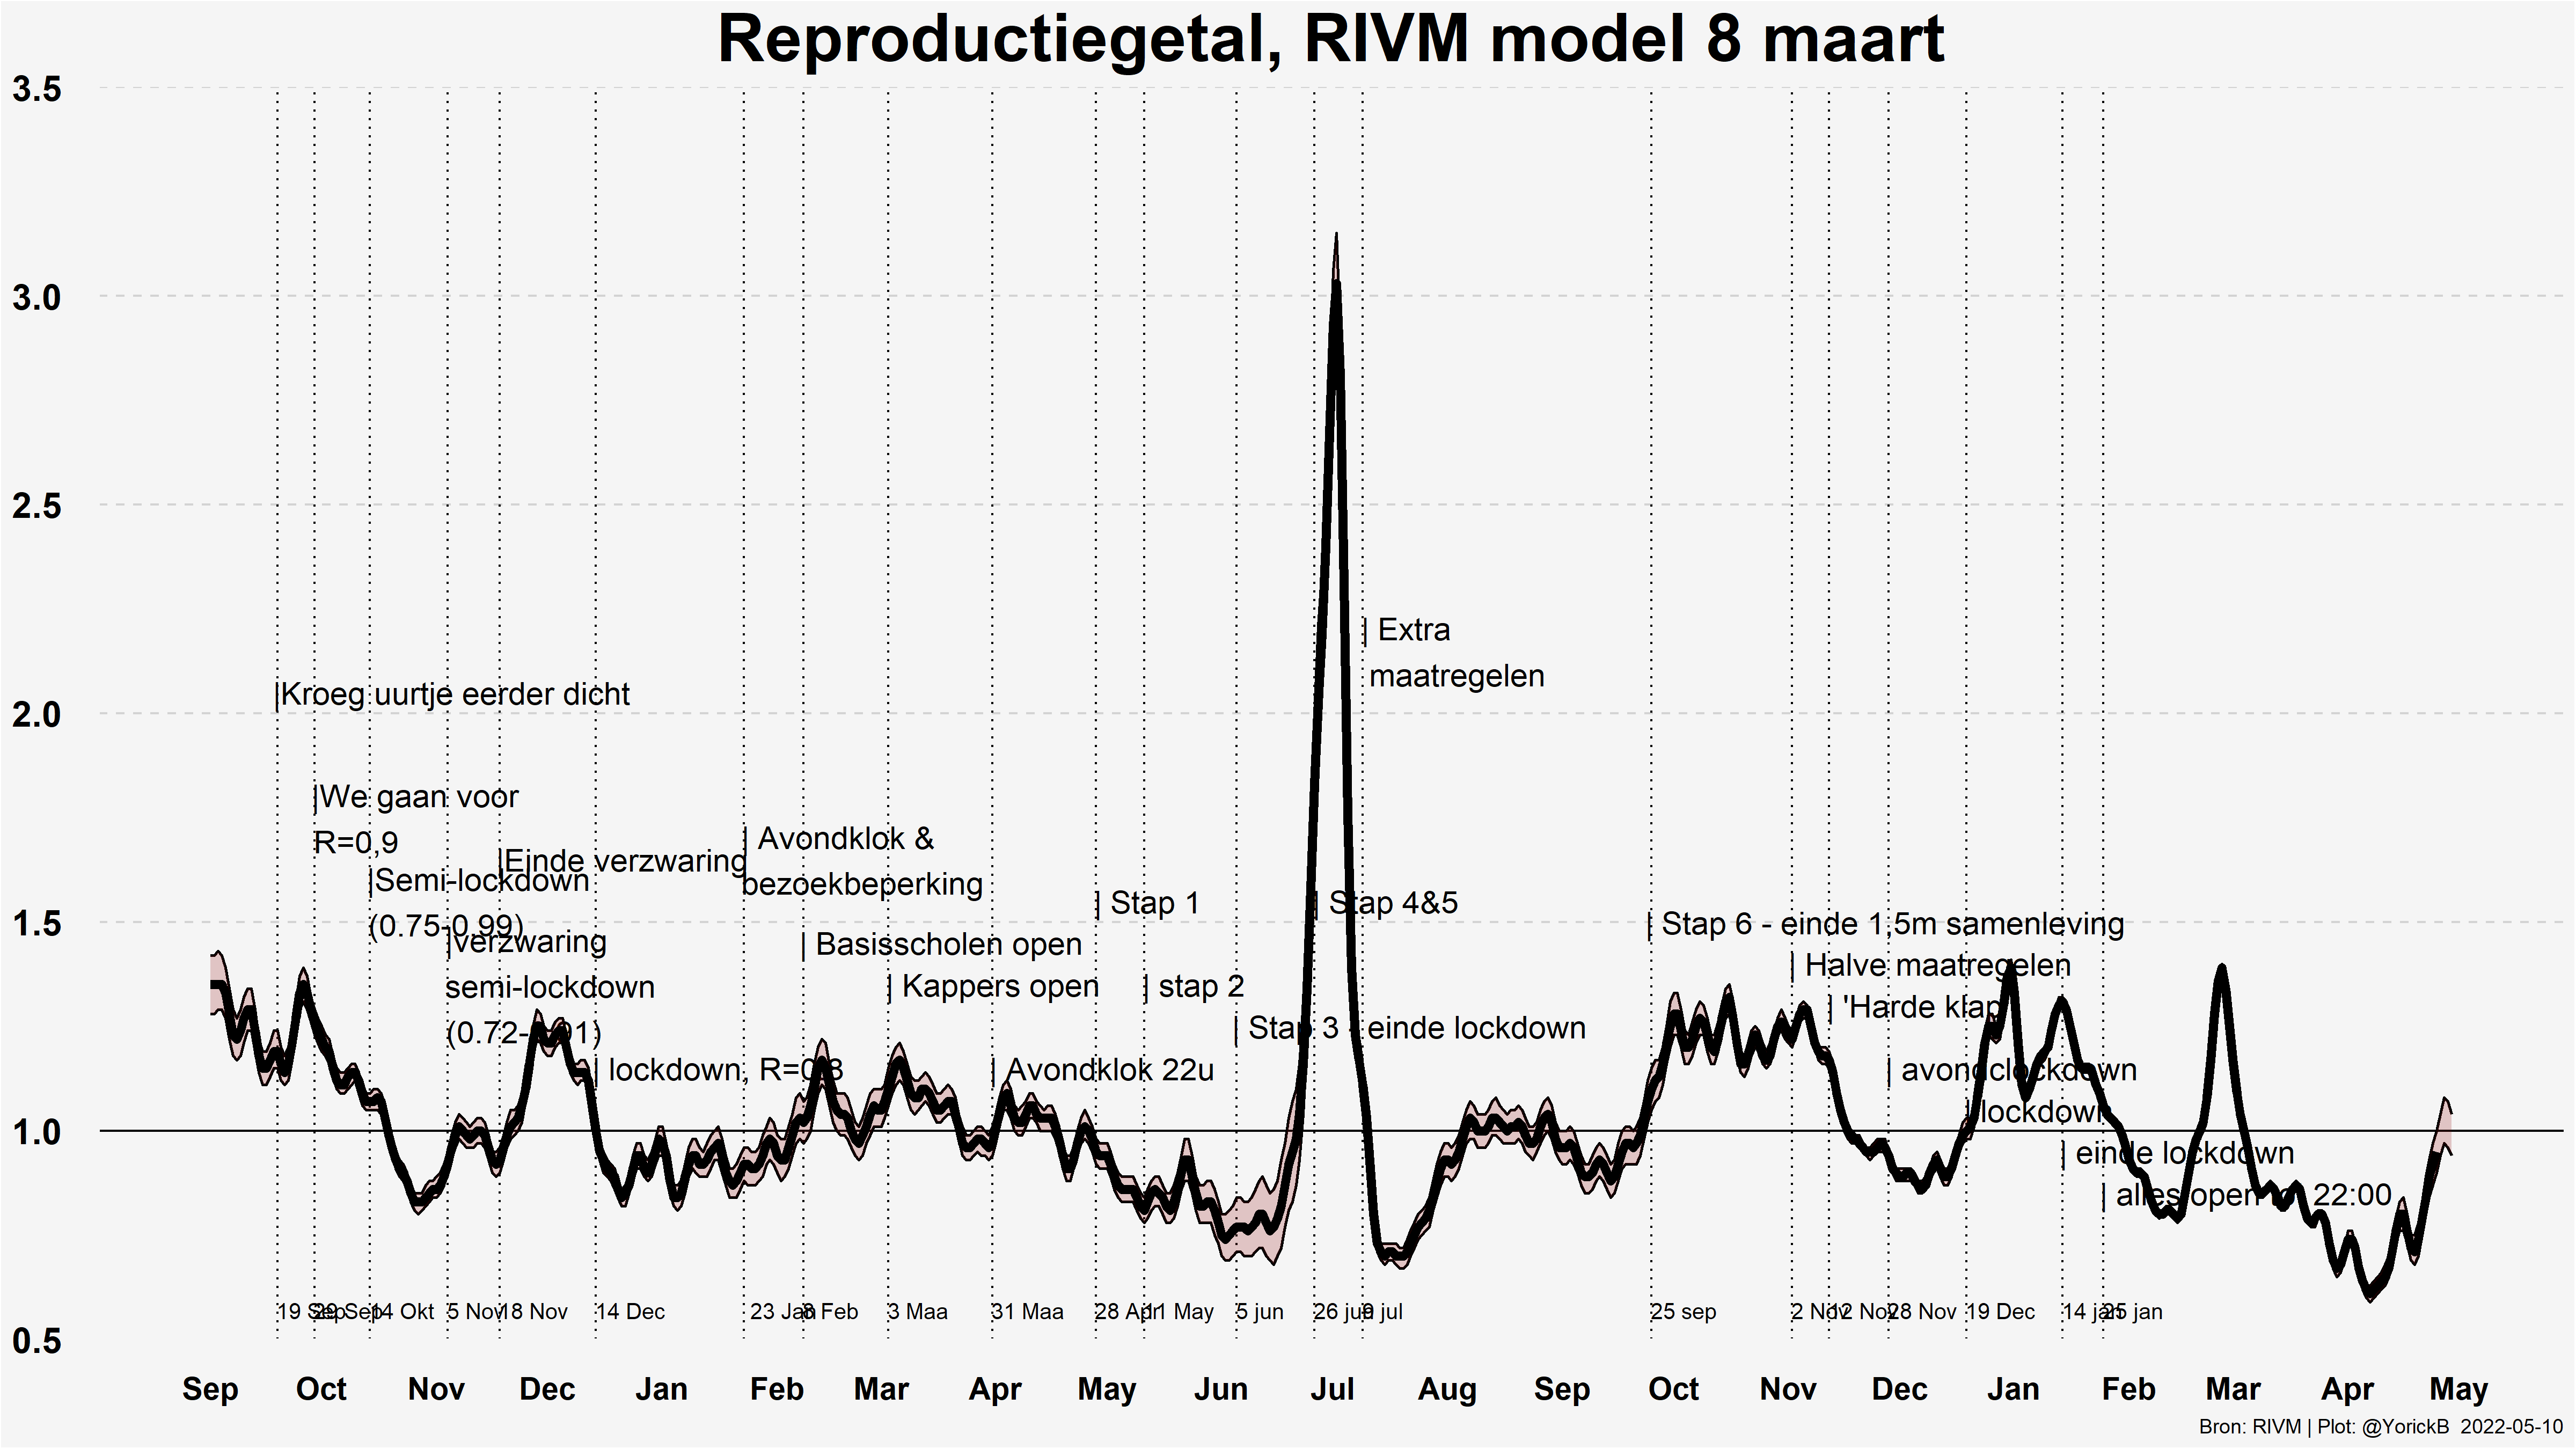 Reproductiegetal, RIVM model 8 maart
3.5
3.0
2.5
2.0
1.5
1.0
0.5
| Extra
maatregelen
|Kroeg uurtje eerder dicht
|We gaan voor
R=0,9
|Semi-lockdown
(0.75-0.99)
|Einde verzwaring
| Avondklok &
bezoekbeperking
|verzwaring
semi-lockdown
| Basisscholen open
| Kappers open
| Stap 1
| stap 2
| Stap 4&5
| Stap 3 - einde lockdown
| lockdown, R=0.8
| Avondklok 22u
| Stap 6 - einde 1,5m samenleving
| Halve maatregelen
| 'Harde klap'
| avondclockdown
| lockdown
| einde lockdown
| alles open tot 22:00
19 Sep
29 Sep
14 Okt
5 Nov
18 Nov
14 Dec
23 Jan
8 Feb
3 Maa
31 Maa
28 Apr
11 May
5 jun
26 jun
9 jul
25 sep
2 Nov
12 Nov
28 Nov
19 Dec
14 jan
25 jan
Sep Oct Nov Dec Jan Feb Mar Apr May Jun Jul Aug Sep Oct Nov Dec Jan Feb Mar Apr May
Bron: RIVM | Plot: @YorickB 2022-05-10